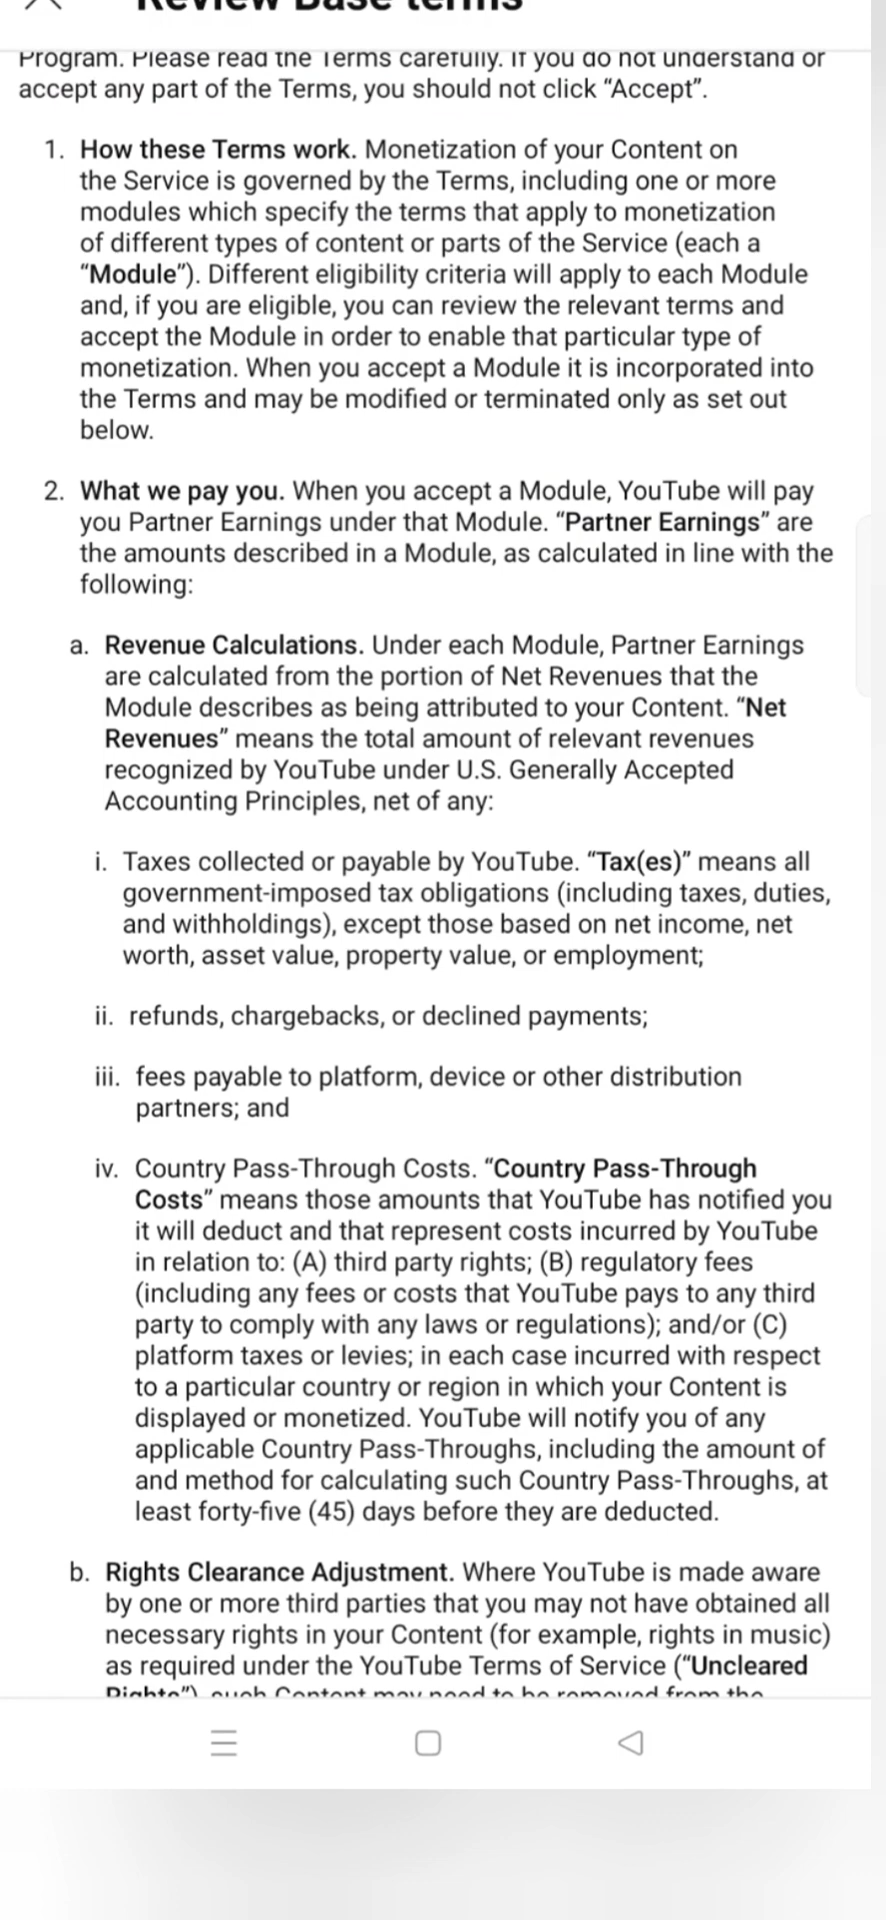 Review Base terms
Program. Please read the Terms carefully. If you do not understand or
accept any part of the Terms, you should not click “Accept”.
1. How these Terms work. Monetization of your Content on
the Service is governed by the Terms, including one or more
modules which specify the terms that apply to monetization
of different types of content or parts of the Service (each a
“Module”). Different eligibility criteria will apply to each Module
and, if you are eligible, you can review the relevant terms and
accept the Module in order to enable that particular type of
monetization. When you accept a Module it is incorporated into
the Terms and may be modified or terminated only as set out
below.
2. What we pay you. When you accept a Module, YouTube will pay
you Partner Earnings under that Module. “Partner Earnings” are
the amounts described in a Module, as calculated in line with the
following:
a. Revenue Calculations. Under each Module, Partner Earnings
are calculated from the portion of Net Revenues that the
Module describes as being attributed to your Content. “Net
Revenues” means the total amount of relevant revenues
recognized by YouTube under U.S. Generally Accepted
Accounting Principles, net of any:
i. Taxes collected or payable by YouTube. “Tax(es)” means all
government-imposed tax obligations (including taxes, duties,
and withholdings), except those based on net income, net
worth, asset value, property value, or employment;
ii. refunds, chargebacks, or declined payments;
iii. fees payable to platform, device or other distribution
partners; and
iv. Country Pass-Through Costs. “Country Pass-Through
Costs” means those amounts that YouTube has notified you
it will deduct and that represent costs incurred by YouTube
in relation to: (A) third party rights; (B) regulatory fees
(including any fees or costs that YouTube pays to any third
party to comply with any laws or regulations); and/or (C)
platform taxes or levies; in each case incurred with respect
to a particular country or region in which your Content is
displayed or monetized. YouTube will notify you of any
applicable Country Pass-Throughs, including the amount of
and method for calculating such Country Pass-Throughs, at
least forty-five (45) days before they are deducted.
b. Rights Clearance Adjustment. Where YouTube is made aware
by one or more third parties that you may not have obtained all
necessary rights in your Content (for example, rights in music)
as required under the YouTube Terms of Service (“Uncleared
Rights”), such Content may need to be removed from the